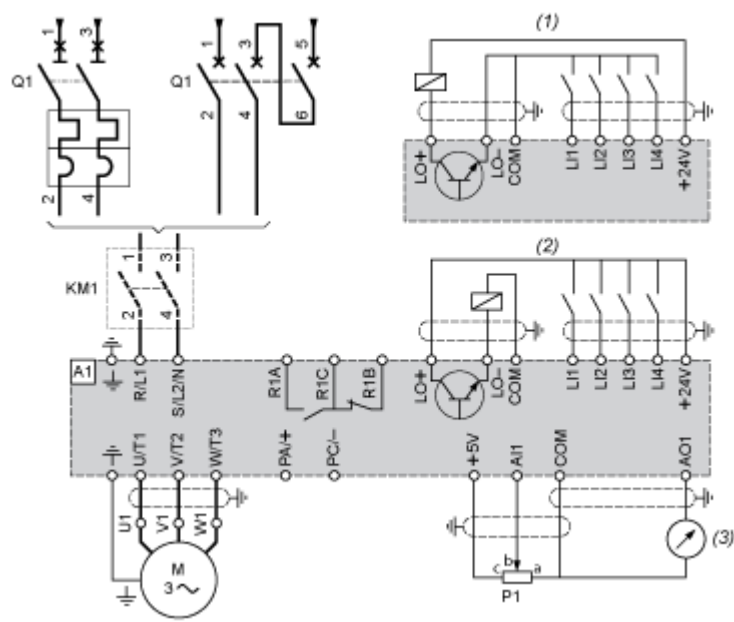 1 3 1 3 5 (1)
Q1 Q1
2 4 6
2 4
LO+ LO- COM LI1 LI2 LI3 LI4 +24V
1 3 (2)
KM1
2 4
A1 R/L1 S/L2/N R1A R1C R1B LO+ LO- COM LI1 LI2 LI3 LI4 +24V
U/T1 V/T2 W/T3 PA/+ PC/– +5V AI1 COM AO1
U1 V1 W1 (3)
M c b a
3~ P1